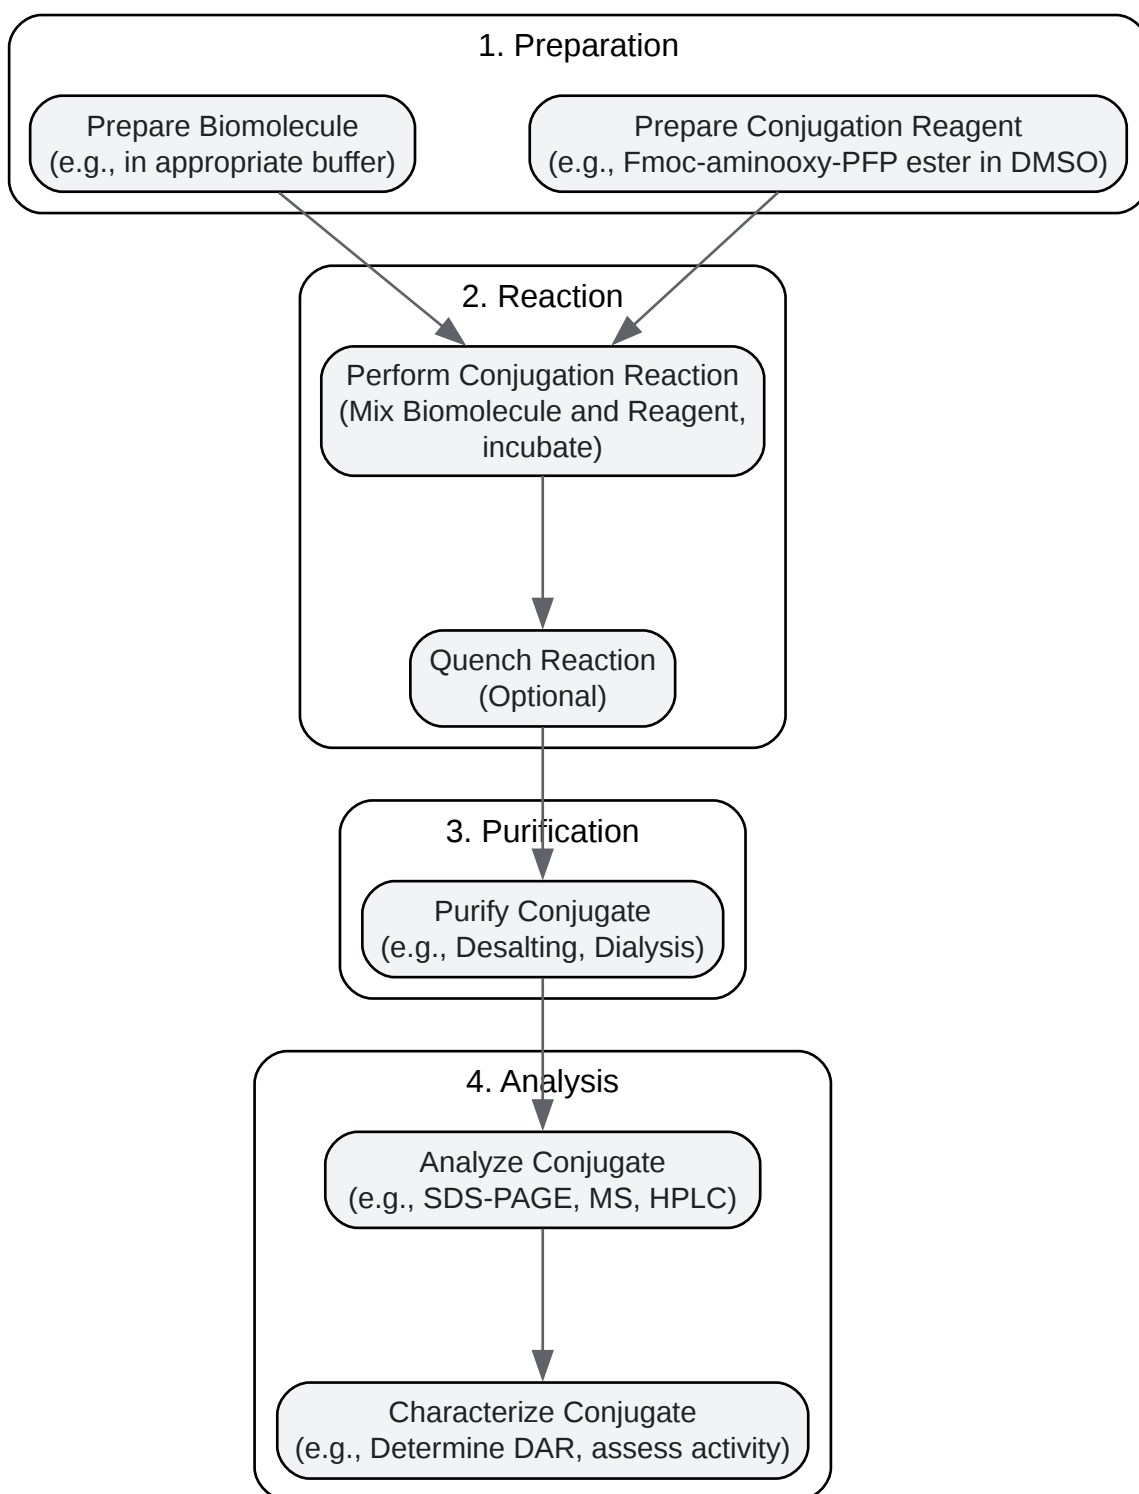 1. Preparation
Prepare Biomolecule
(e.g., in appropriate buffer)
Prepare Conjugation Reagent
(e.g., Fmoc-aminooxy-PFP ester in DMSO)
2. Reaction
Perform Conjugation Reaction
(Mix Biomolecule and Reagent,
incubate)
Quench Reaction
(Optional)
3. Purification
Purify Conjugate
(e.g., Desalting, Dialysis)
4. Analysis
Analyze Conjugate
(e.g., SDS-PAGE, MS, HPLC)
Characterize Conjugate
(e.g., Determine DAR, assess activity)